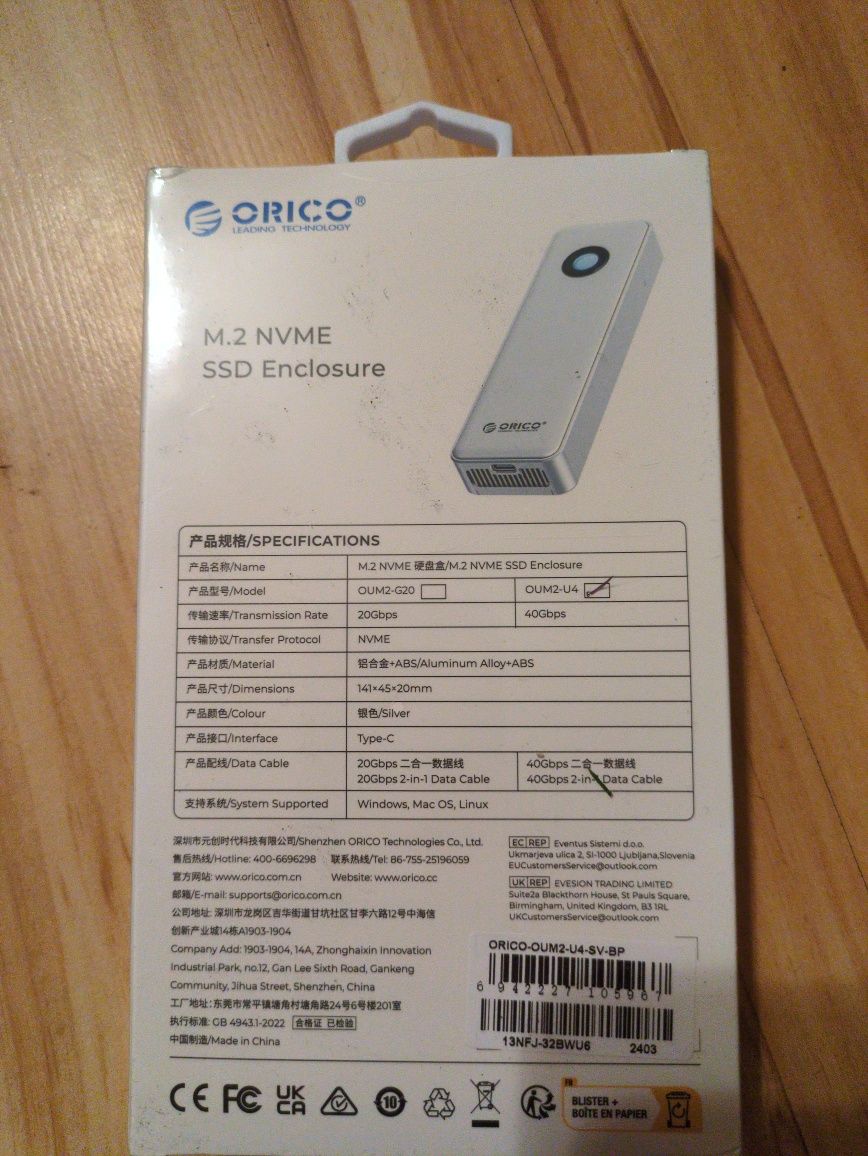 ORICO®
LEADING TECHNOLOGY
M.2 NVME
SSD Enclosure
ORICO®
产品规格/SPECIFICATIONS
产品名称/Name M.2 NVME 硬盘盒/M.2 NVME SSD Enclosure
产品型号/Model OUM2-G20 OUM2-U4
传输速率/Transmission Rate 20Gbps 40Gbps
传输协议/Transfer Protocol NVME
产品材质/Material 铝合金+ABS/Aluminum Alloy+ABS
产品尺寸/Dimensions 141×45×20mm
产品颜色/Colour 银色/Silver
产品接口/Interface Type-C
产品配线/Data Cable 20Gbps 二合一数据线 40Gbps 二合一数据线
20Gbps 2-in-1 Data Cable 40Gbps 2-in-1 Data Cable
支持系统/System Supported Windows, Mac OS, Linux
深圳市元创时代科技有限公司/Shenzhen ORICO Technologies Co., Ltd.
售后热线/Hotline: 400-6696298 联系热线/Tel: 86-755-25196059
官方网站: www.orico.com.cn Website: www.orico.cc
邮箱/E-mail: supports@orico.com.cn
公司地址: 深圳市龙岗区吉华街道甘坑社区甘李六路12号中海信
创新产业城14栋A1903-1904
Company Add: 1903-1904, 14A, Zhonghaixin Innovation
Industrial Park, no.12, Gan Lee Sixth Road, Gankeng
Community, Jihua Street, Shenzhen, China
工厂地址: 东莞市常平镇塘角村塘角路24号6号楼201室
执行标准: GB 4943.1-2022 合格证 已检验
中国制造/Made in China
EC REP Eventus Sistemi d.o.o.
Ukmarjeva ulica 2, SI-1000 Ljubljana,Slovenia
EUCustomersService@outlook.com
UK REP EVESION TRADING LIMITED
Suite2a Blackthorn House, St Pauls Square,
Birmingham, United Kingdom, B3 1RL
UKCustomersService@outlook.com
ORICO-OUM2-U4-SV-BP
6 942227 105967
13NFJ-32BWU6 2403
CE FC UK
CA
10
FR
BLISTER +
BOÎTE EN PAPIER